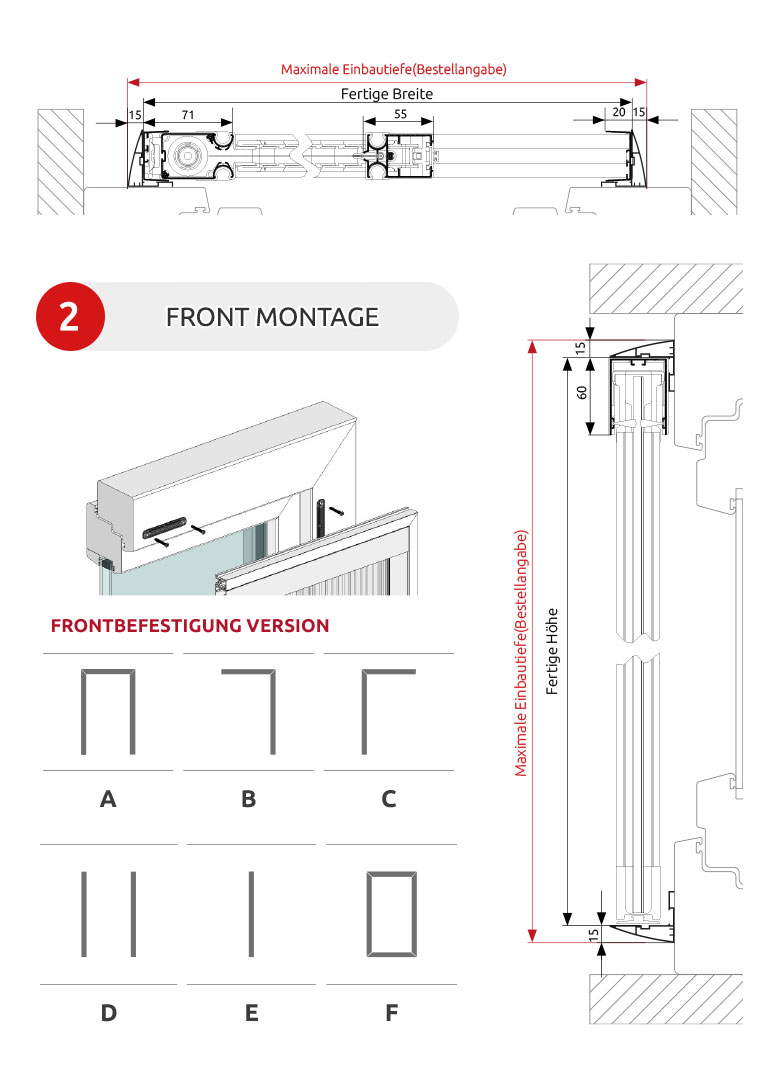 Maximale Einbautiefe(Bestellangabe)
Fertige Breite
15
71
55
20
15
2
FRONT MONTAGE
15
60
Maximale Einbautiefe(Bestellangabe)
Fertige Höhe
15
FRONTBEFESTIGUNG VERSION
A
B
C
D
E
F